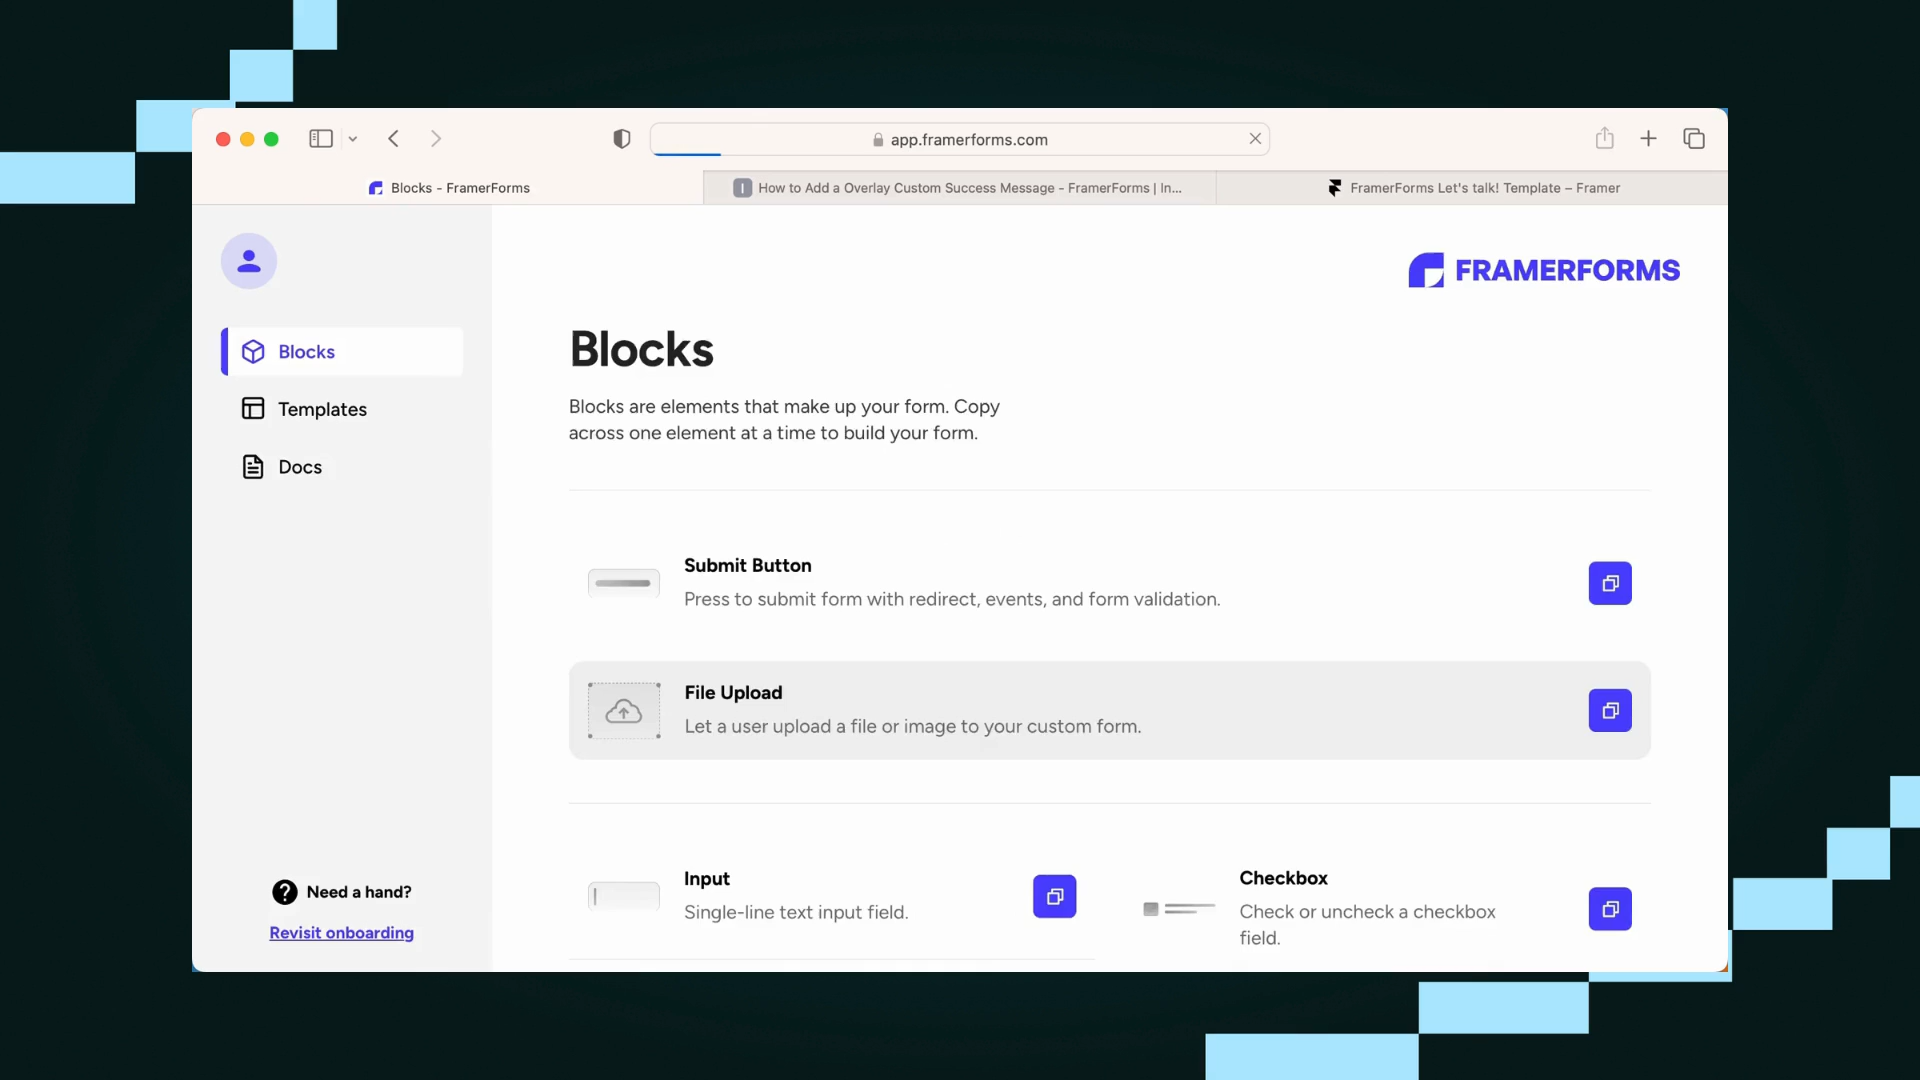 app.framerforms.com
Blocks - FramerForms
How to Add a Overlay Custom Success Message - FramerForms | In...
FramerForms Let's talk! Template – Framer
FRAMERFORMS
Blocks
Templates
Docs
Need a hand?
Revisit onboarding
Blocks
Blocks are elements that make up your form. Copy
across one element at a time to build your form.
Submit Button
Press to submit form with redirect, events, and form validation.
File Upload
Let a user upload a file or image to your custom form.
Input
Single-line text input field.
Checkbox
Check or uncheck a checkbox
field.